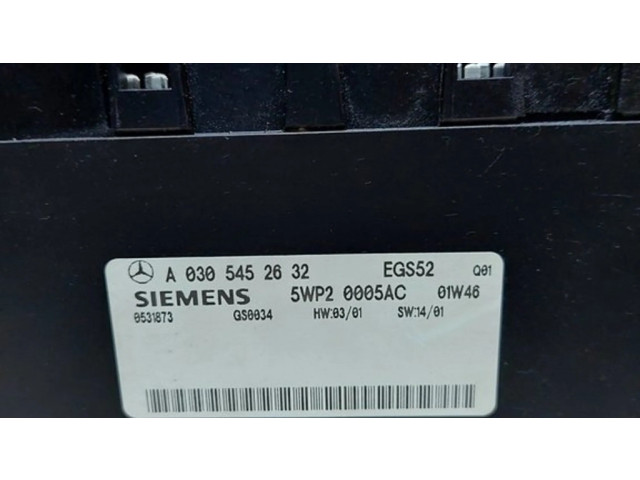 A 030 545 26 32 EGS52 Q01
SIEMENS 5WP2 0005AC 01W46
0531873 GS0034 HW:03/01 SW:14/01